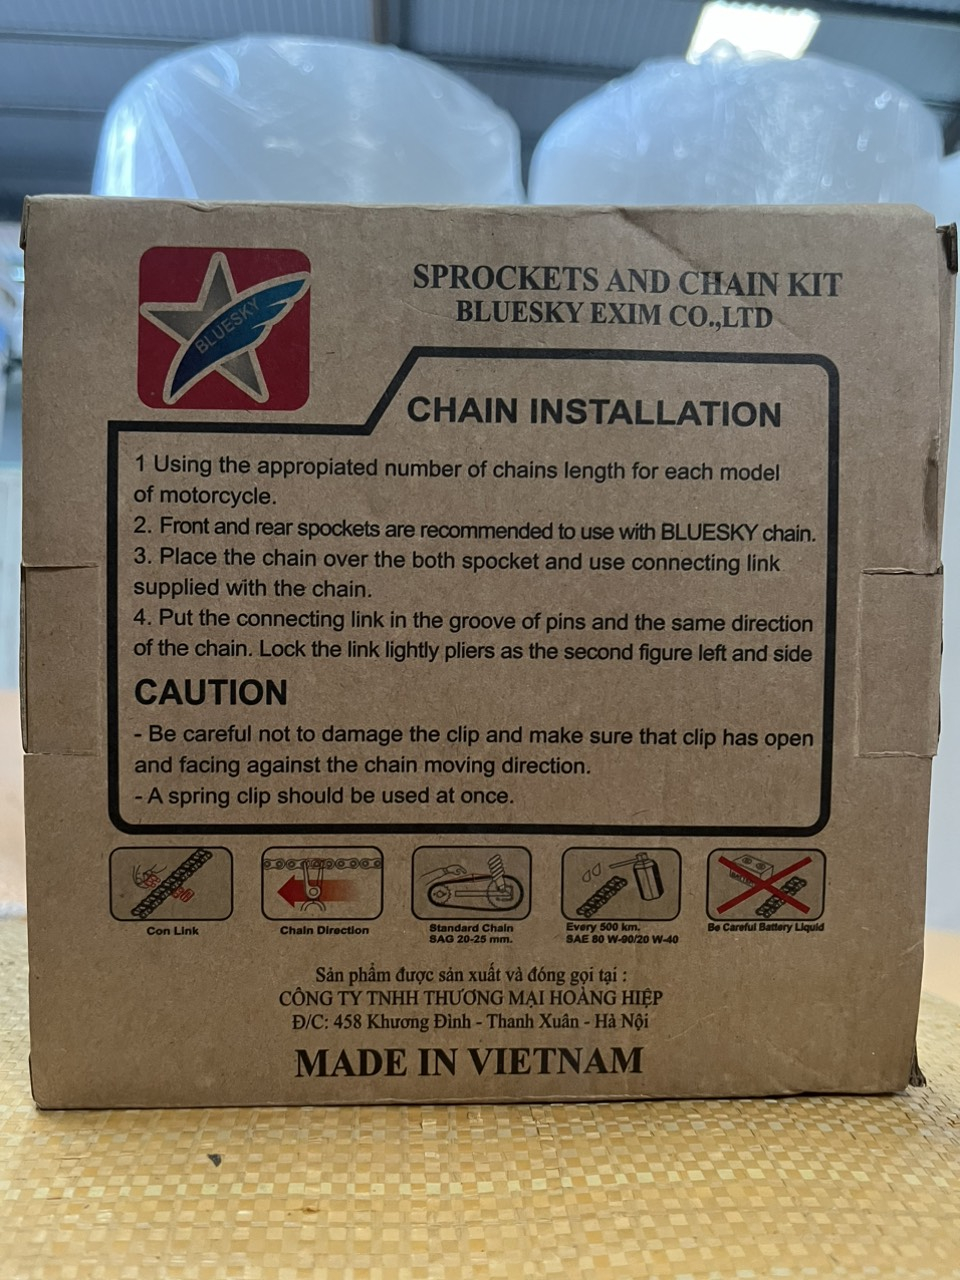 BLUESKY
SPROCKETS AND CHAIN KIT
BLUESKY EXIM CO.,LTD
CHAIN INSTALLATION
1 Using the appropiated number of chains length for each model
of motorcycle.
2. Front and rear spockets are recommended to use with BLUESKY chain.
3. Place the chain over the both spocket and use connecting link
supplied with the chain.
4. Put the connecting link in the groove of pins and the same direction
of the chain. Lock the link lightly pliers as the second figure left and side
CAUTION
- Be careful not to damage the clip and make sure that clip has open
and facing against the chain moving direction.
- A spring clip should be used at once.
Con Link
Chain Direction
Standard Chain
SAG 20-25 mm.
Every 500 km.
SAE 80 W-90/20 W-40
Be Careful Battery Liquid
Sản phẩm được sản xuất và đóng gọi tại :
CÔNG TY TNHH THƯƠNG MẠI HOÀNG HIỆP
Đ/C: 458 Khương Đình - Thanh Xuân - Hà Nội
MADE IN VIETNAM